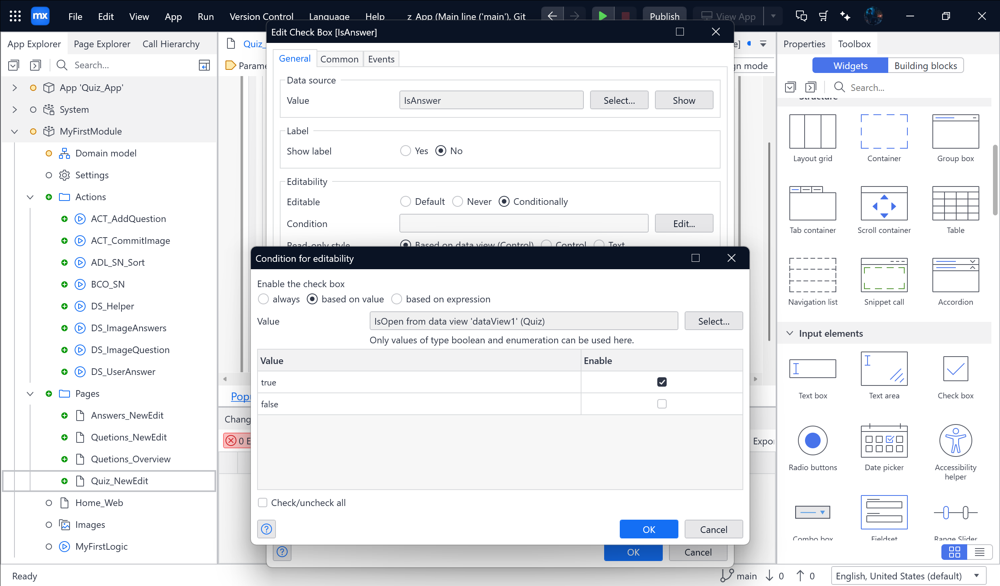 mx
File Edit View App Run Version Control Language Help
z_App (Main line ('main'), Git
Publish
View App
App Explorer Page Explorer Call Hierarchy
Search...
App 'Quiz_App'
System
MyFirstModule
Domain model
Settings
Actions
ACT_AddQuestion
ACT_CommitImage
ADL_SN_Sort
BCO_SN
DS_Helper
DS_ImageAnswers
DS_ImageQuestion
DS_UserAnswer
Pages
Answers_NewEdit
Quetions_NewEdit
Quetions_Overview
Quiz_NewEdit
Home_Web
Images
MyFirstLogic
Quiz_
Parame
e]
gn mode
Popu
Chang
0 E
Expor
Edit Check Box [IsAnswer]
General Common Events
Data source
Value IsAnswer Select... Show
Label
Show label Yes No
Editability
Editable Default Never Conditionally
Condition Edit...
Read-only style Based on data view (Control) Control Text
Condition for editability
Enable the check box
always based on value based on expression
Value IsOpen from data view 'dataView1' (Quiz) Select...
Only values of type boolean and enumeration can be used here.
Value Enable
true
false
Check/uncheck all
? OK Cancel
? OK Cancel
Properties Toolbox
Widgets Building blocks
Search...
Structure
Layout grid Container Group box
Tab container Scroll container Table
Navigation list Snippet call Accordion
Input elements
Text box Text area Check box
Radio buttons Date picker Accessibility
helper
Combo box Fieldset Range Slider
Ready
main 0 0
English, United States (default)